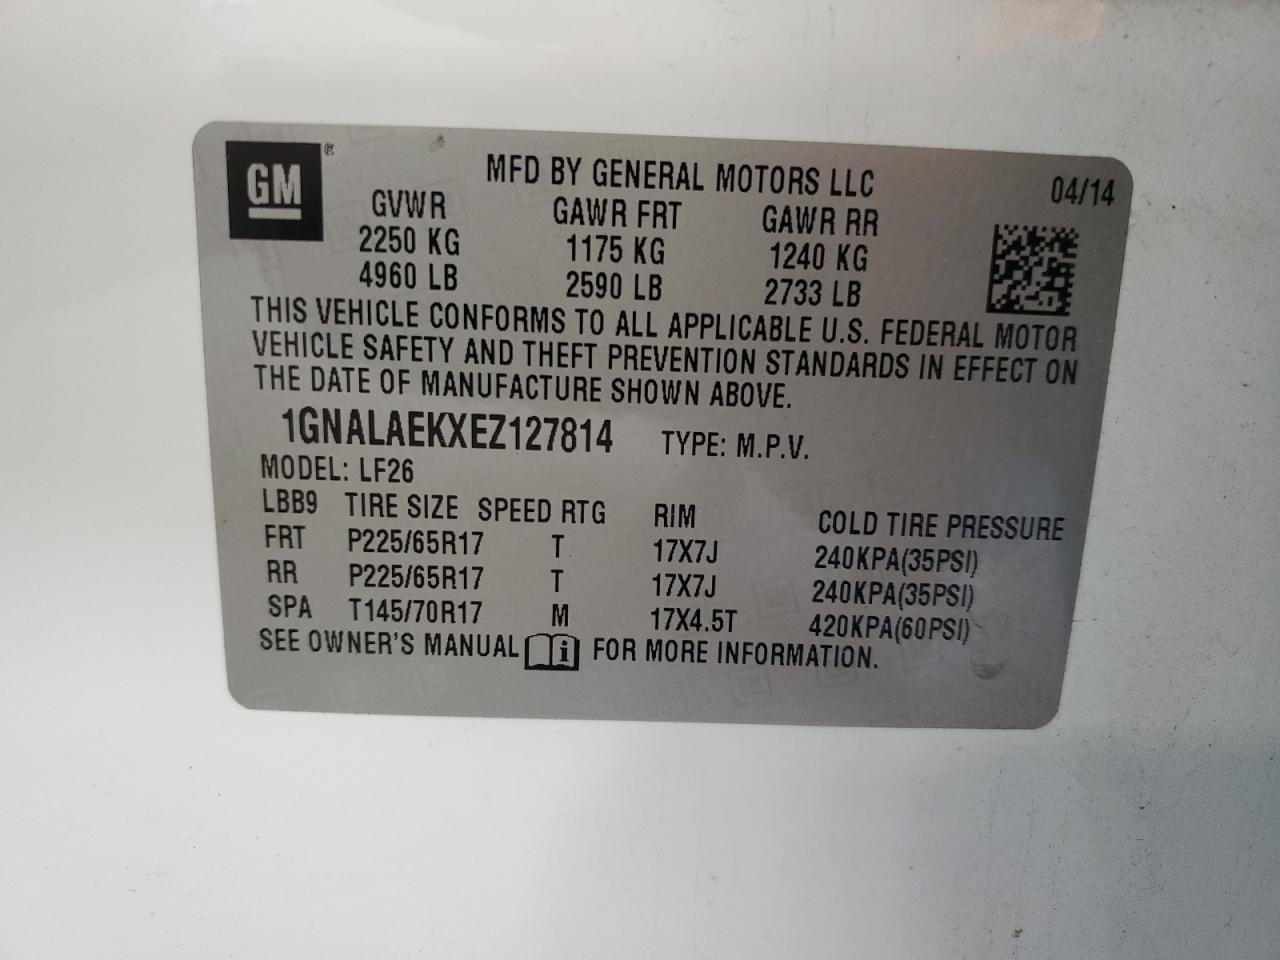 GM®
MFD BY GENERAL MOTORS LLC 04/14
GVWR GAWR FRT GAWR RR
2250 KG 1175 KG 1240 KG
4960 LB 2590 LB 2733 LB
THIS VEHICLE CONFORMS TO ALL APPLICABLE U.S. FEDERAL MOTOR
VEHICLE SAFETY AND THEFT PREVENTION STANDARDS IN EFFECT ON
THE DATE OF MANUFACTURE SHOWN ABOVE.
1GNALAEKXEZ127814 TYPE: M.P.V.
MODEL: LF26
LBB9 TIRE SIZE SPEED RTG RIM COLD TIRE PRESSURE
FRT P225/65R17 T 17X7J 240KPA(35PSI)
RR P225/65R17 T 17X7J 240KPA(35PSI)
SPA T145/70R17 M 17X4.5T 420KPA(60PSI)
SEE OWNER'S MANUAL i FOR MORE INFORMATION.